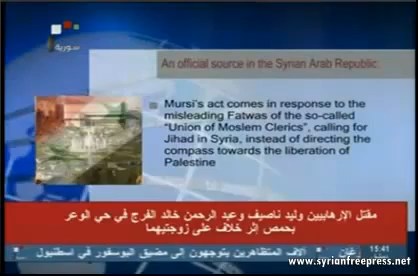 سورية
An official source in the Syrian Arab Republic:
Mursi's act comes in response to the
misleading Fatwas of the so-called
"Union of Moslem Clerics", calling for
Jihad in Syria, instead of directing the
compass towards the liberation of
Palestine
مقتل الإرهابيين وليد ناصيف وعبد الرحمن خالد الفرج في حي الوعر
بحمص إثر خلاف على زوجتيهما
آلاف المتظاهرين يتوجهون إلى مضيق البوسفور في اسطنبول
15:41
www.syrianfreepress.net